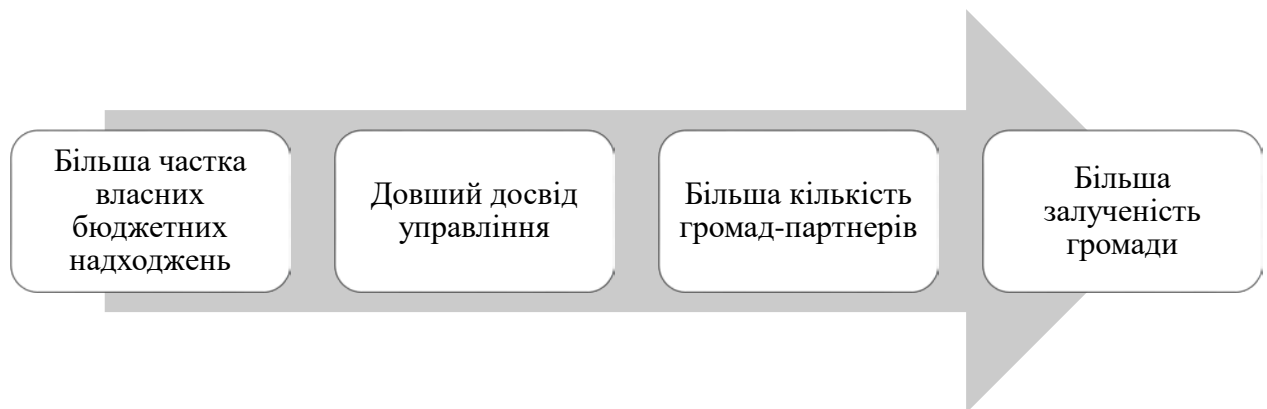 Більша частка
власних
бюджетних
надходжень
Довший досвід
управління
Більша кількість
громад-партнерів
Більша
залученість
громади